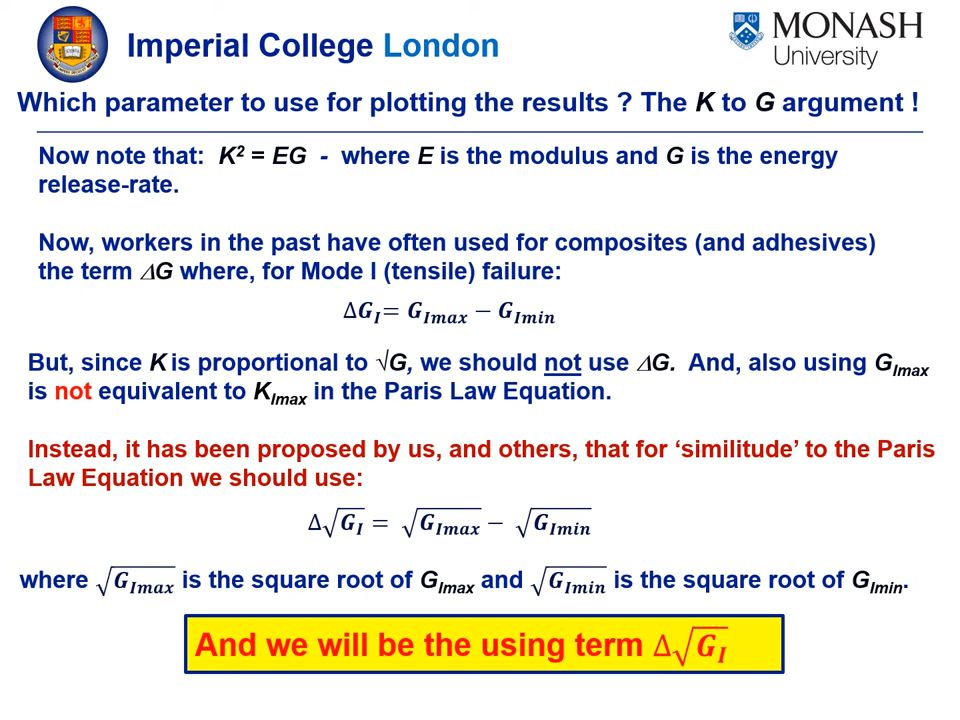 Imperial College London
MONASH
University
Which parameter to use for plotting the results ? The K to G argument !
Now note that: K² = EG - where E is the modulus and G is the energy
release-rate.
Now, workers in the past have often used for composites (and adhesives)
the term ΔG where, for Mode I (tensile) failure:
ΔG_I = G_Imax − G_Imin
But, since K is proportional to √G, we should not use ΔG. And, also using G_Imax
is not equivalent to K_Imax in the Paris Law Equation.
Instead, it has been proposed by us, and others, that for ‘similitude’ to the Paris
Law Equation we should use:
Δ√G_I = √G_Imax − √G_Imin
where √G_Imax is the square root of G_Imax and √G_Imin is the square root of G_Imin.
And we will be the using term Δ√G_I